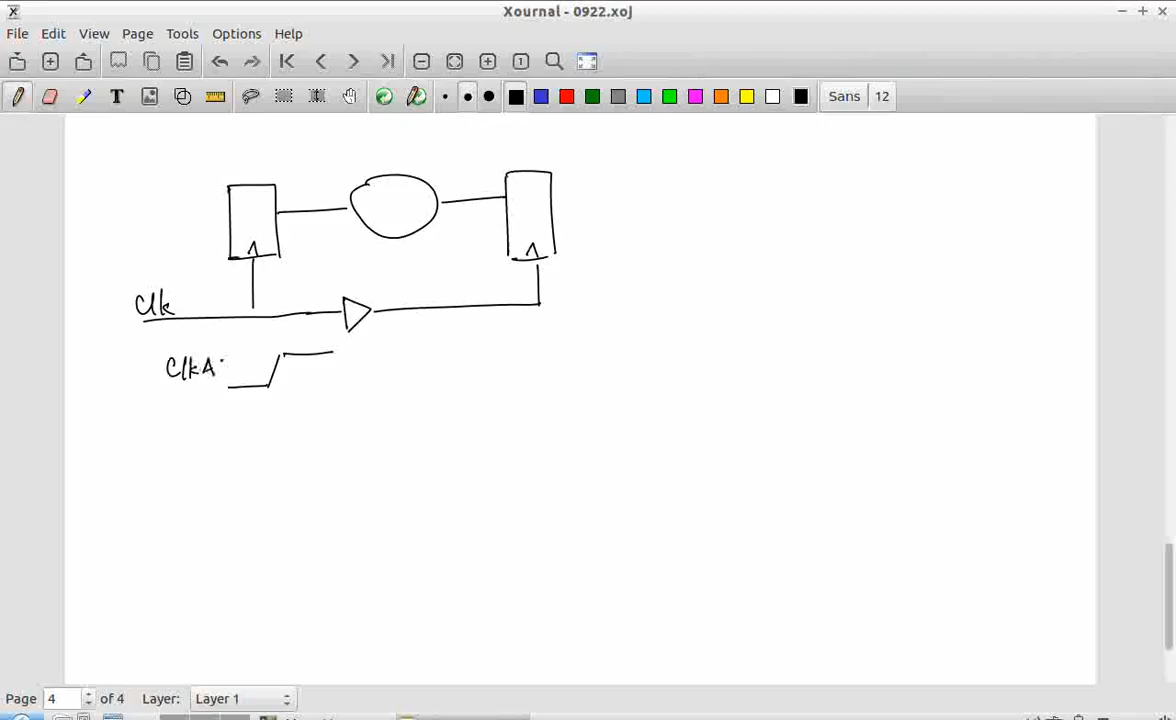 Xournal - 0922.xoj
File Edit View Page Tools Options Help
Sans 12
Clk
ClkA
Page 4 of 4 Layer: Layer 1